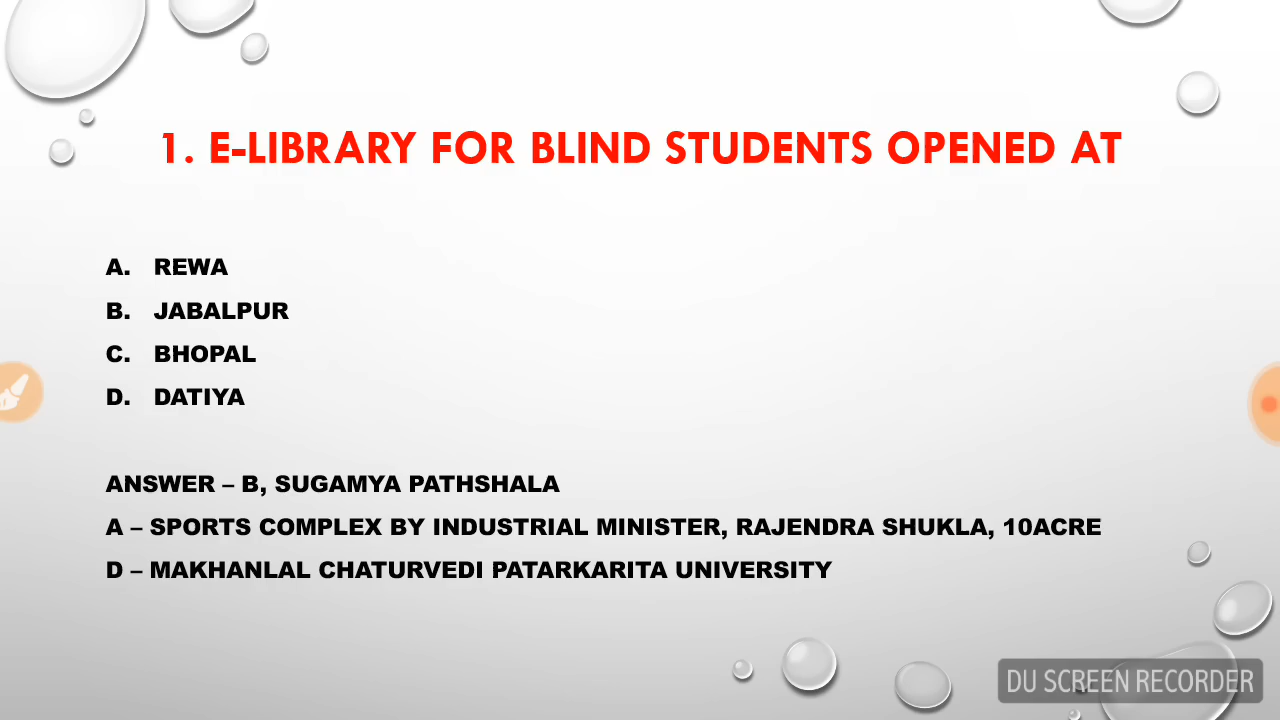 1. E-LIBRARY FOR BLIND STUDENTS OPENED AT
A. REWA
B. JABALPUR
C. BHOPAL
D. DATIYA
ANSWER – B, SUGAMYA PATHSHALA
A – SPORTS COMPLEX BY INDUSTRIAL MINISTER, RAJENDRA SHUKLA, 10ACRE
D – MAKHANLAL CHATURVEDI PATARKARITA UNIVERSITY
DU SCREEN RECORDER